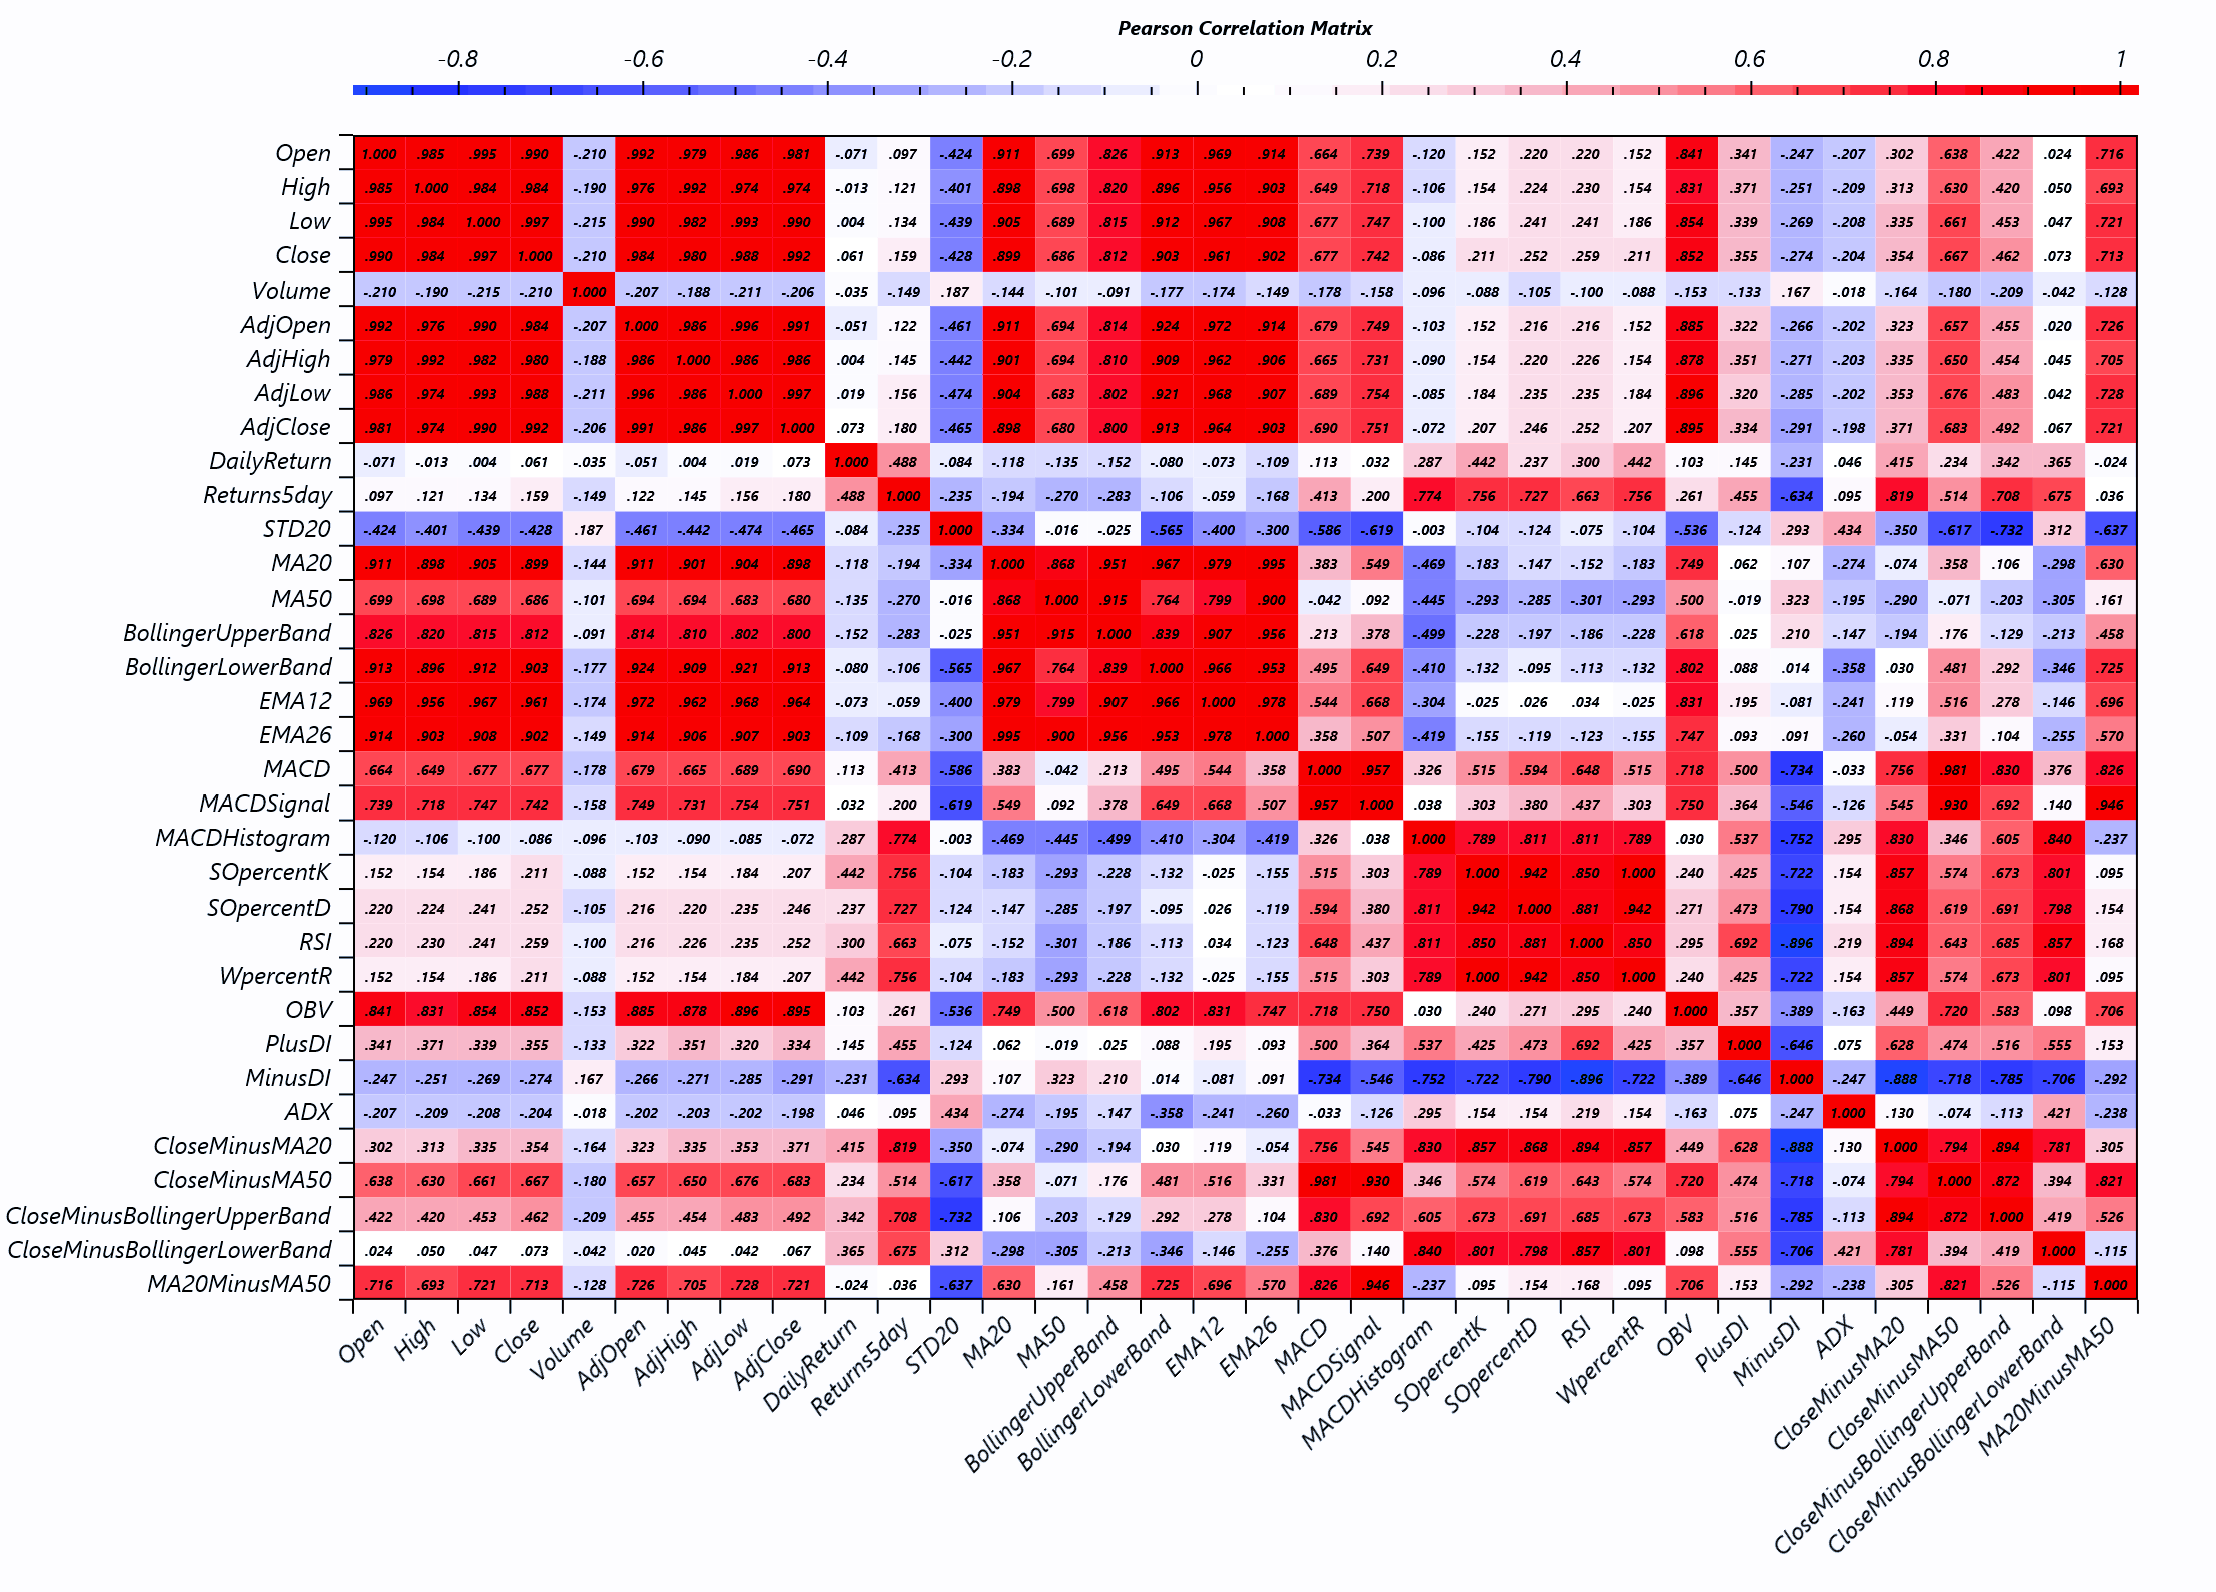 Pearson Correlation Matrix
-0.8 -0.6 -0.4 -0.2 0 0.2 0.4 0.6 0.8 1
Open 1.000 .985 .995 .990 -.210 .992 .979 .986 .981 -.071 .097 -.424 .911 .699 .826 .913 .969 .914 .664 .739 -.120 .152 .220 .220 .152 .841 .341 -.247 -.207 .302 .638 .422 .024 .716
High .985 1.000 .984 .984 -.190 .976 .992 .974 .974 -.013 .121 -.401 .898 .698 .820 .896 .956 .903 .649 .718 -.106 .154 .224 .230 .154 .831 .371 -.251 -.209 .313 .630 .420 .050 .693
Low .995 .984 1.000 .997 -.215 .990 .982 .993 .990 .004 .134 -.439 .905 .689 .815 .912 .967 .908 .677 .747 -.100 .186 .241 .241 .186 .854 .339 -.269 -.208 .335 .661 .453 .047 .721
Close .990 .984 .997 1.000 -.210 .984 .980 .988 .992 .061 .159 -.428 .899 .686 .812 .903 .961 .902 .677 .742 -.086 .211 .252 .259 .211 .852 .355 -.274 -.204 .354 .667 .462 .073 .713
Volume -.210 -.190 -.215 -.210 1.000 -.207 -.188 -.211 -.206 -.035 -.149 .187 -.144 -.101 -.091 -.177 -.174 -.149 -.178 -.158 -.096 -.088 -.105 -.100 -.088 -.153 -.133 .167 -.018 -.164 -.180 -.209 -.042 -.128
AdjOpen .992 .976 .990 .984 -.207 1.000 .986 .996 .991 -.051 .122 -.461 .911 .694 .814 .924 .972 .914 .679 .749 -.103 .152 .216 .216 .152 .885 .322 -.266 -.202 .323 .657 .455 .020 .726
AdjHigh .979 .992 .982 .980 -.188 .986 1.000 .986 .986 .004 .145 -.442 .901 .694 .810 .909 .962 .906 .665 .731 -.090 .154 .220 .226 .154 .878 .351 -.271 -.203 .335 .650 .454 .045 .705
AdjLow .986 .974 .993 .988 -.211 .996 .986 1.000 .997 .019 .156 -.474 .904 .683 .802 .921 .968 .907 .689 .754 -.085 .184 .235 .235 .184 .896 .320 -.285 -.202 .353 .676 .483 .042 .728
AdjClose .981 .974 .990 .992 -.206 .991 .986 .997 1.000 .073 .180 -.465 .898 .680 .800 .913 .964 .903 .690 .751 -.072 .207 .246 .252 .207 .895 .334 -.291 -.198 .371 .683 .492 .067 .721
DailyReturn -.071 -.013 .004 .061 -.035 -.051 .004 .019 .073 1.000 .488 -.084 -.118 -.135 -.152 -.080 -.073 -.109 .113 .032 .287 .442 .237 .300 .442 .103 .145 -.231 .046 .415 .234 .342 .365 -.024
Returns5day .097 .121 .134 .159 -.149 .122 .145 .156 .180 .488 1.000 -.235 -.194 -.270 -.283 -.106 -.059 -.168 .413 .200 .774 .756 .727 .663 .756 .261 .455 -.634 .095 .819 .514 .708 .675 .036
STD20 -.424 -.401 -.439 -.428 .187 -.461 -.442 -.474 -.465 -.084 -.235 1.000 -.334 -.016 -.025 -.565 -.400 -.300 -.586 -.619 -.003 -.104 -.124 -.075 -.104 -.536 -.124 .293 .434 -.350 -.617 -.732 .312 -.637
MA20 .911 .898 .905 .899 -.144 .911 .901 .904 .898 -.118 -.194 -.334 1.000 .868 .951 .967 .979 .995 .383 .549 -.469 -.183 -.147 -.152 -.183 .749 .062 .107 -.274 -.074 .358 .106 -.298 .630
MA50 .699 .698 .689 .686 -.101 .694 .694 .683 .680 -.135 -.270 -.016 .868 1.000 .915 .764 .799 .900 -.042 .092 -.445 -.293 -.285 -.301 -.293 .500 -.019 .323 -.195 -.290 -.071 -.203 -.305 .161
BollingerUpperBand .826 .820 .815 .812 -.091 .814 .810 .802 .800 -.152 -.283 -.025 .951 .915 1.000 .839 .907 .956 .213 .378 -.499 -.228 -.197 -.186 -.228 .618 .025 .210 -.147 -.194 .176 -.129 -.213 .458
BollingerLowerBand .913 .896 .912 .903 -.177 .924 .909 .921 .913 -.080 -.106 -.565 .967 .764 .839 1.000 .966 .953 .495 .649 -.410 -.132 -.095 -.113 -.132 .802 .088 .014 -.358 .030 .481 .292 -.346 .725
EMA12 .969 .956 .967 .961 -.174 .972 .962 .968 .964 -.073 -.059 -.400 .979 .799 .907 .966 1.000 .978 .544 .668 -.304 -.025 .026 .034 -.025 .831 .195 -.081 -.241 .119 .516 .278 -.146 .696
EMA26 .914 .903 .908 .902 -.149 .914 .906 .907 .903 -.109 -.168 -.300 .995 .900 .956 .953 .978 1.000 .358 .507 -.419 -.155 -.119 -.123 -.155 .747 .093 .091 -.260 -.054 .331 .104 -.255 .570
MACD .664 .649 .677 .677 -.178 .679 .665 .689 .690 .113 .413 -.586 .383 -.042 .213 .495 .544 .358 1.000 .957 .326 .515 .594 .648 .515 .718 .500 -.734 -.033 .756 .981 .830 .376 .826
MACDSignal .739 .718 .747 .742 -.158 .749 .731 .754 .751 .032 .200 -.619 .549 .092 .378 .649 .668 .507 .957 1.000 .038 .303 .380 .437 .303 .750 .364 -.546 -.126 .545 .930 .692 .140 .946
MACDHistogram -.120 -.106 -.100 -.086 -.096 -.103 -.090 -.085 -.072 .287 .774 -.003 -.469 -.445 -.499 -.410 -.304 -.419 .326 .038 1.000 .789 .811 .811 .789 .030 .537 -.752 .295 .830 .346 .605 .840 -.237
SOpercentK .152 .154 .186 .211 -.088 .152 .154 .184 .207 .442 .756 -.104 -.183 -.293 -.228 -.132 -.025 -.155 .515 .303 .789 1.000 .942 .850 1.000 .240 .425 -.722 .154 .857 .574 .673 .801 .095
SOpercentD .220 .224 .241 .252 -.105 .216 .220 .235 .246 .237 .727 -.124 -.147 -.285 -.197 -.095 .026 -.119 .594 .380 .811 .942 1.000 .881 .942 .271 .473 -.790 .154 .868 .619 .691 .798 .154
RSI .220 .230 .241 .259 -.100 .216 .226 .235 .252 .300 .663 -.075 -.152 -.301 -.186 -.113 .034 -.123 .648 .437 .811 .850 .881 1.000 .850 .295 .692 -.896 .219 .894 .643 .685 .857 .168
WpercentR .152 .154 .186 .211 -.088 .152 .154 .184 .207 .442 .756 -.104 -.183 -.293 -.228 -.132 -.025 -.155 .515 .303 .789 1.000 .942 .850 1.000 .240 .425 -.722 .154 .857 .574 .673 .801 .095
OBV .841 .831 .854 .852 -.153 .885 .878 .896 .895 .103 .261 -.536 .749 .500 .618 .802 .831 .747 .718 .750 .030 .240 .271 .295 .240 1.000 .357 -.389 -.163 .449 .720 .583 .098 .706
PlusDI .341 .371 .339 .355 -.133 .322 .351 .320 .334 .145 .455 -.124 .062 -.019 .025 .088 .195 .093 .500 .364 .537 .425 .473 .692 .425 .357 1.000 -.646 .075 .628 .474 .516 .555 .153
MinusDI -.247 -.251 -.269 -.274 .167 -.266 -.271 -.285 -.291 -.231 -.634 .293 .107 .323 .210 .014 -.081 .091 -.734 -.546 -.752 -.722 -.790 -.896 -.722 -.389 -.646 1.000 -.247 -.888 -.718 -.785 -.706 -.292
ADX -.207 -.209 -.208 -.204 -.018 -.202 -.203 -.202 -.198 .046 .095 .434 -.274 -.195 -.147 -.358 -.241 -.260 -.033 -.126 .295 .154 .154 .219 .154 -.163 .075 -.247 1.000 .130 -.074 -.113 .421 -.238
CloseMinusMA20 .302 .313 .335 .354 -.164 .323 .335 .353 .371 .415 .819 -.350 -.074 -.290 -.194 .030 .119 -.054 .756 .545 .830 .857 .868 .894 .857 .449 .628 -.888 .130 1.000 .794 .894 .781 .305
CloseMinusMA50 .638 .630 .661 .667 -.180 .657 .650 .676 .683 .234 .514 -.617 .358 -.071 .176 .481 .516 .331 .981 .930 .346 .574 .619 .643 .574 .720 .474 -.718 -.074 .794 1.000 .872 .394 .821
CloseMinusBollingerUpperBand .422 .420 .453 .462 -.209 .455 .454 .483 .492 .342 .708 -.732 .106 -.203 -.129 .292 .278 .104 .830 .692 .605 .673 .691 .685 .673 .583 .516 -.785 -.113 .894 .872 1.000 .419 .526
CloseMinusBollingerLowerBand .024 .050 .047 .073 -.042 .020 .045 .042 .067 .365 .675 .312 -.298 -.305 -.213 -.346 -.146 -.255 .376 .140 .840 .801 .798 .857 .801 .098 .555 -.706 .421 .781 .394 .419 1.000 -.115
MA20MinusMA50 .716 .693 .721 .713 -.128 .726 .705 .728 .721 -.024 .036 -.637 .630 .161 .458 .725 .696 .570 .826 .946 -.237 .095 .154 .168 .095 .706 .153 -.292 -.238 .305 .821 .526 -.115 1.000
Open High Low Close Volume AdjOpen AdjHigh AdjLow AdjClose DailyReturn Returns5day STD20 MA20 MA50 BollingerUpperBand BollingerLowerBand EMA12 EMA26 MACD MACDSignal MACDHistogram SOpercentK SOpercentD RSI WpercentR OBV PlusDI MinusDI ADX CloseMinusMA20 CloseMinusMA50 CloseMinusBollingerUpperBand CloseMinusBollingerLowerBand MA20MinusMA50